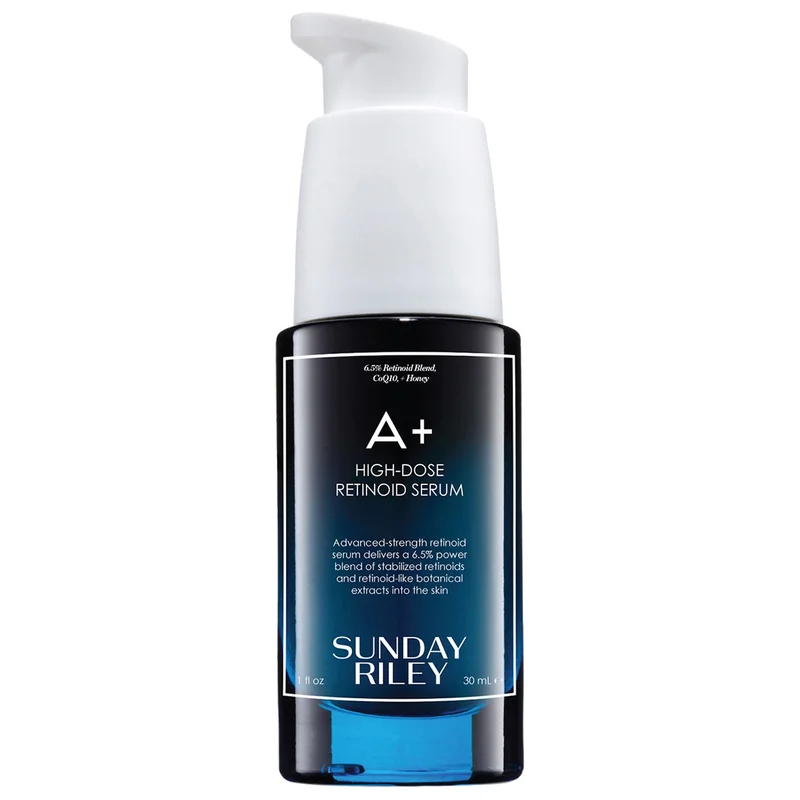 6.5% Retinoid Blend,
CoQ10, + Honey
A+
HIGH-DOSE
RETINOID SERUM
Advanced-strength retinoid
serum delivers a 6.5% power
blend of stabilized retinoids
and retinoid-like botanical
extracts into the skin
SUNDAY
RILEY
1 fl oz 30 mL e